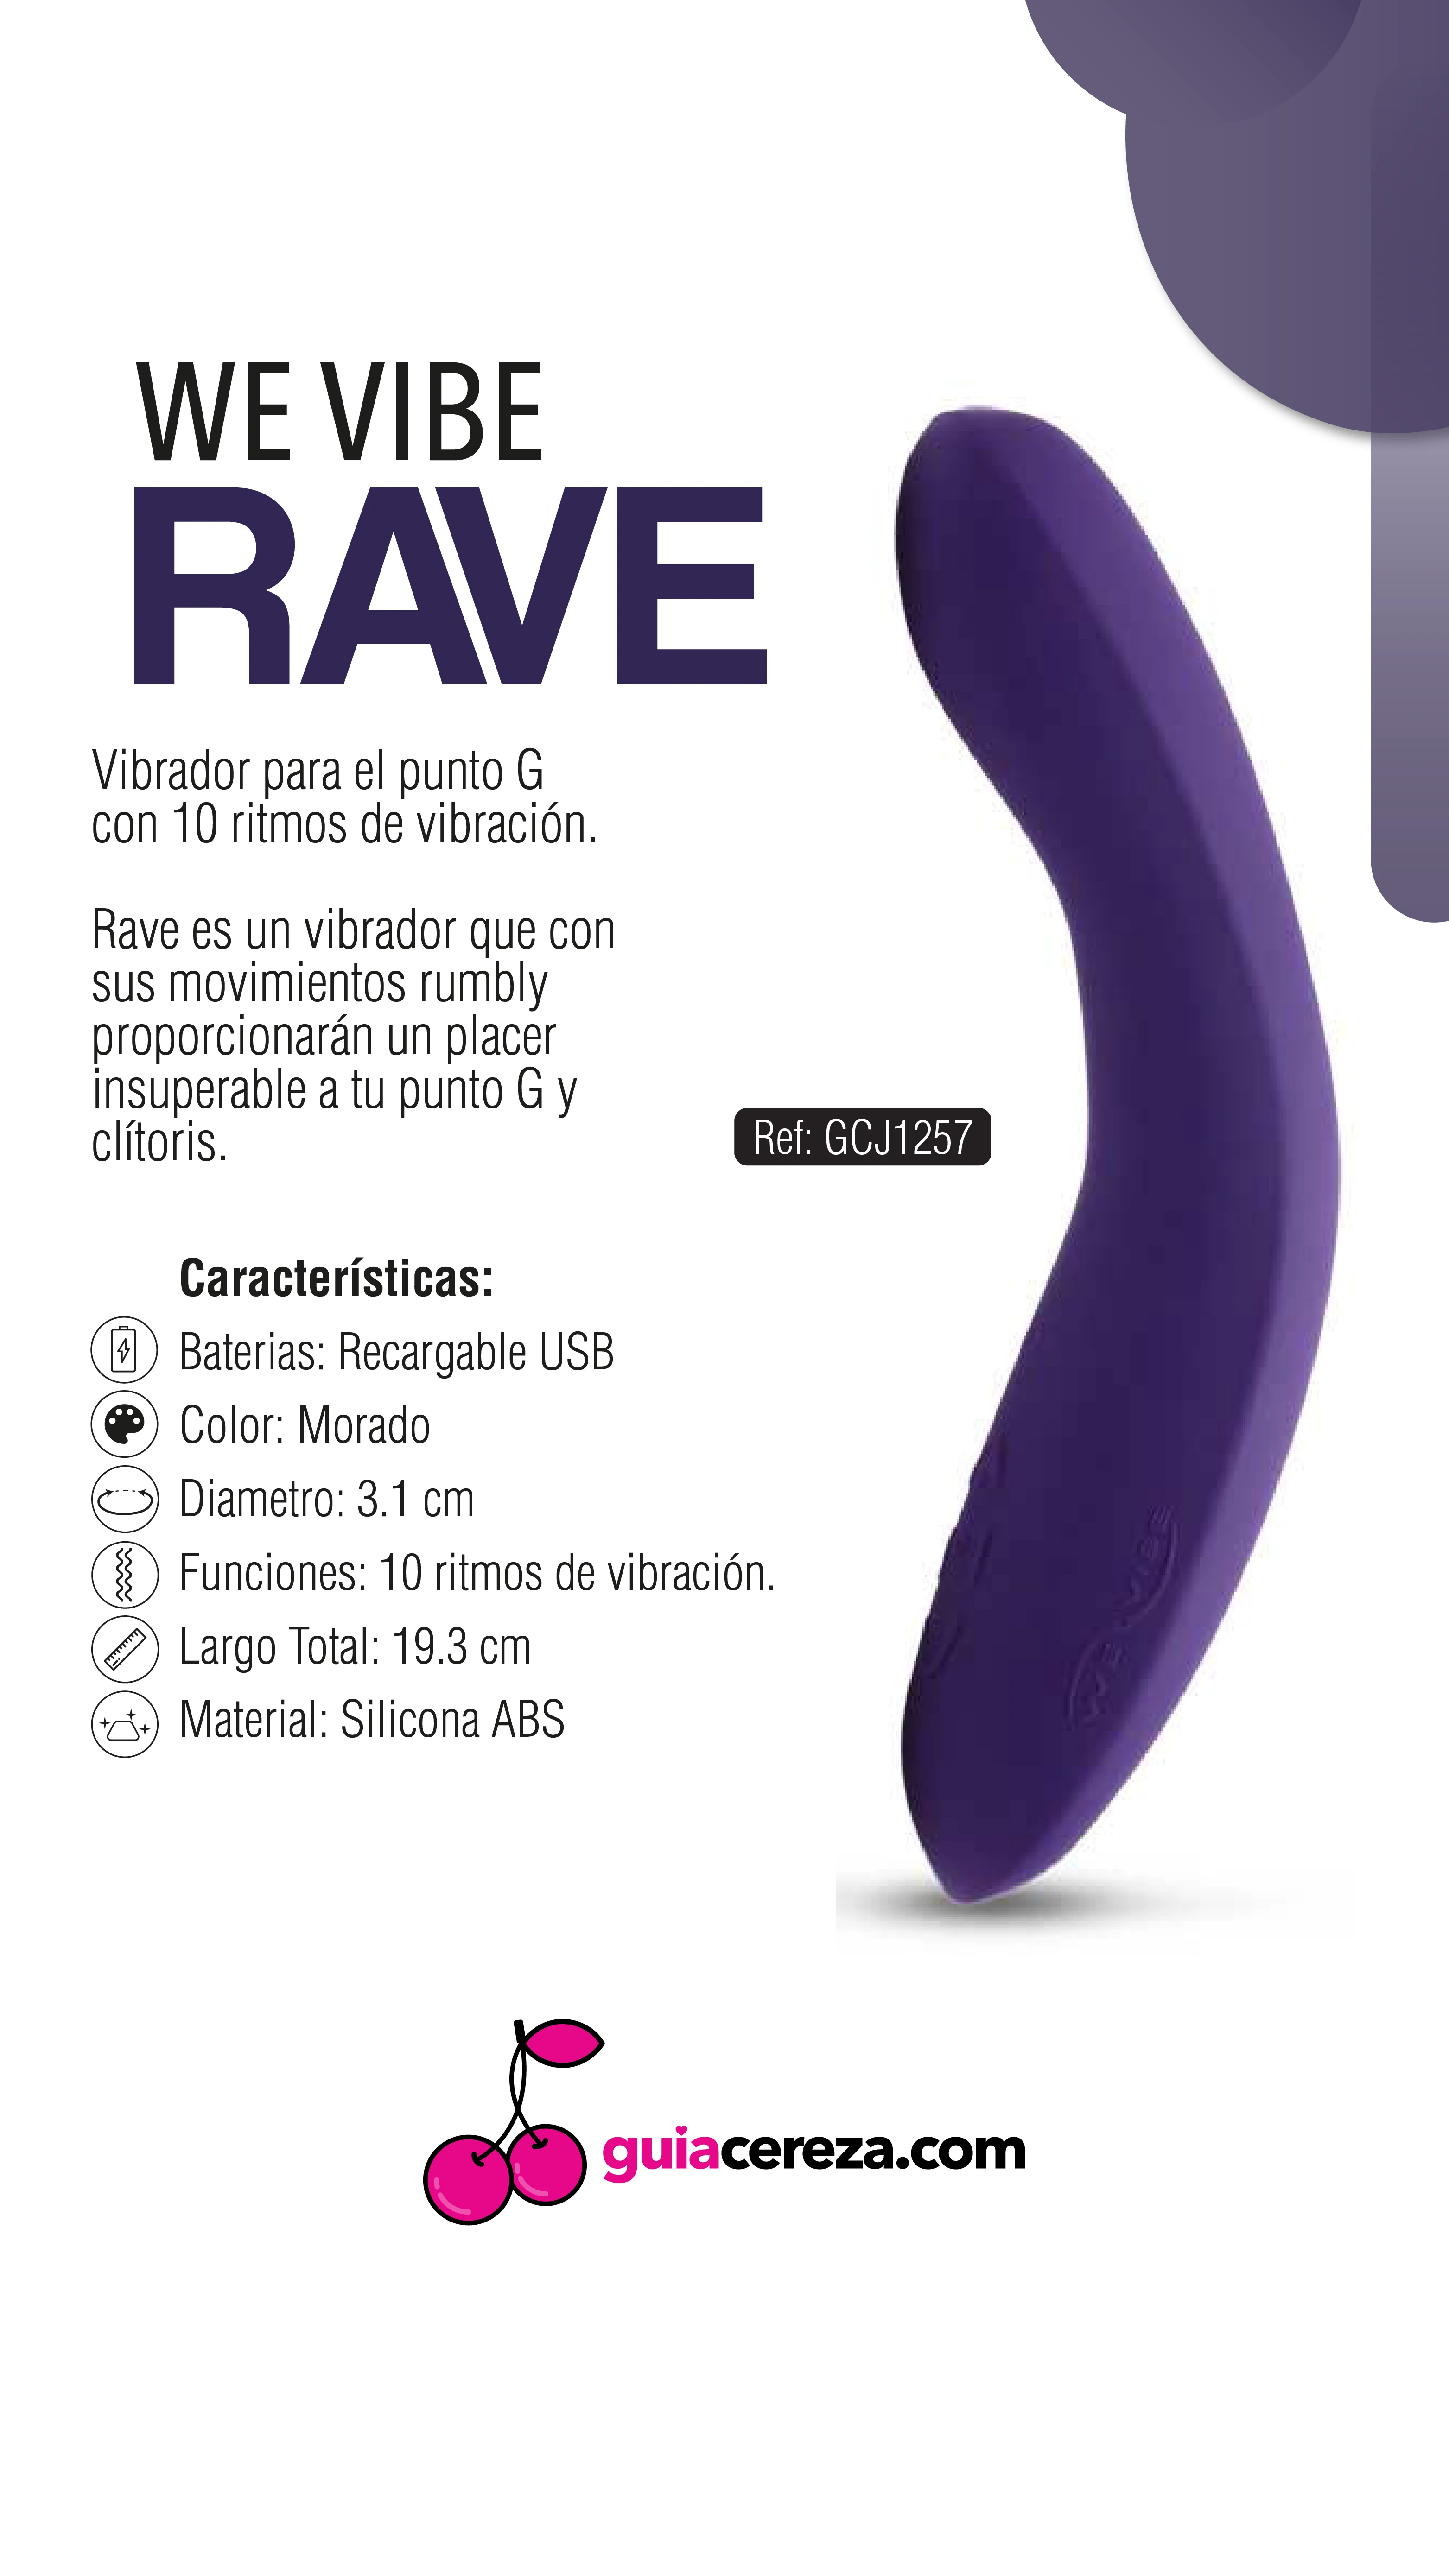 WE VIBE
RAVE
Vibrador para el punto G
con 10 ritmos de vibración.
Rave es un vibrador que con
sus movimientos rumbly
proporcionarán un placer
insuperable a tu punto G y
clítoris.
Ref: GCJ1257
Características:
Baterias: Recargable USB
Color: Morado
Diametro: 3.1 cm
Funciones: 10 ritmos de vibración.
Largo Total: 19.3 cm
Material: Silicona ABS
WE-VIBE
guiacereza.com